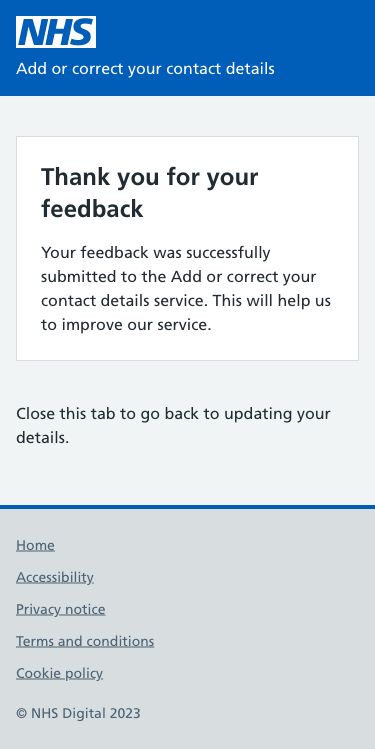 NHS
Add or correct your contact details
Thank you for your
feedback
Your feedback was successfully
submitted to the Add or correct your
contact details service. This will help us
to improve our service.
Close this tab to go back to updating your
details.
Home
Accessibility
Privacy notice
Terms and conditions
Cookie policy
© NHS Digital 2023